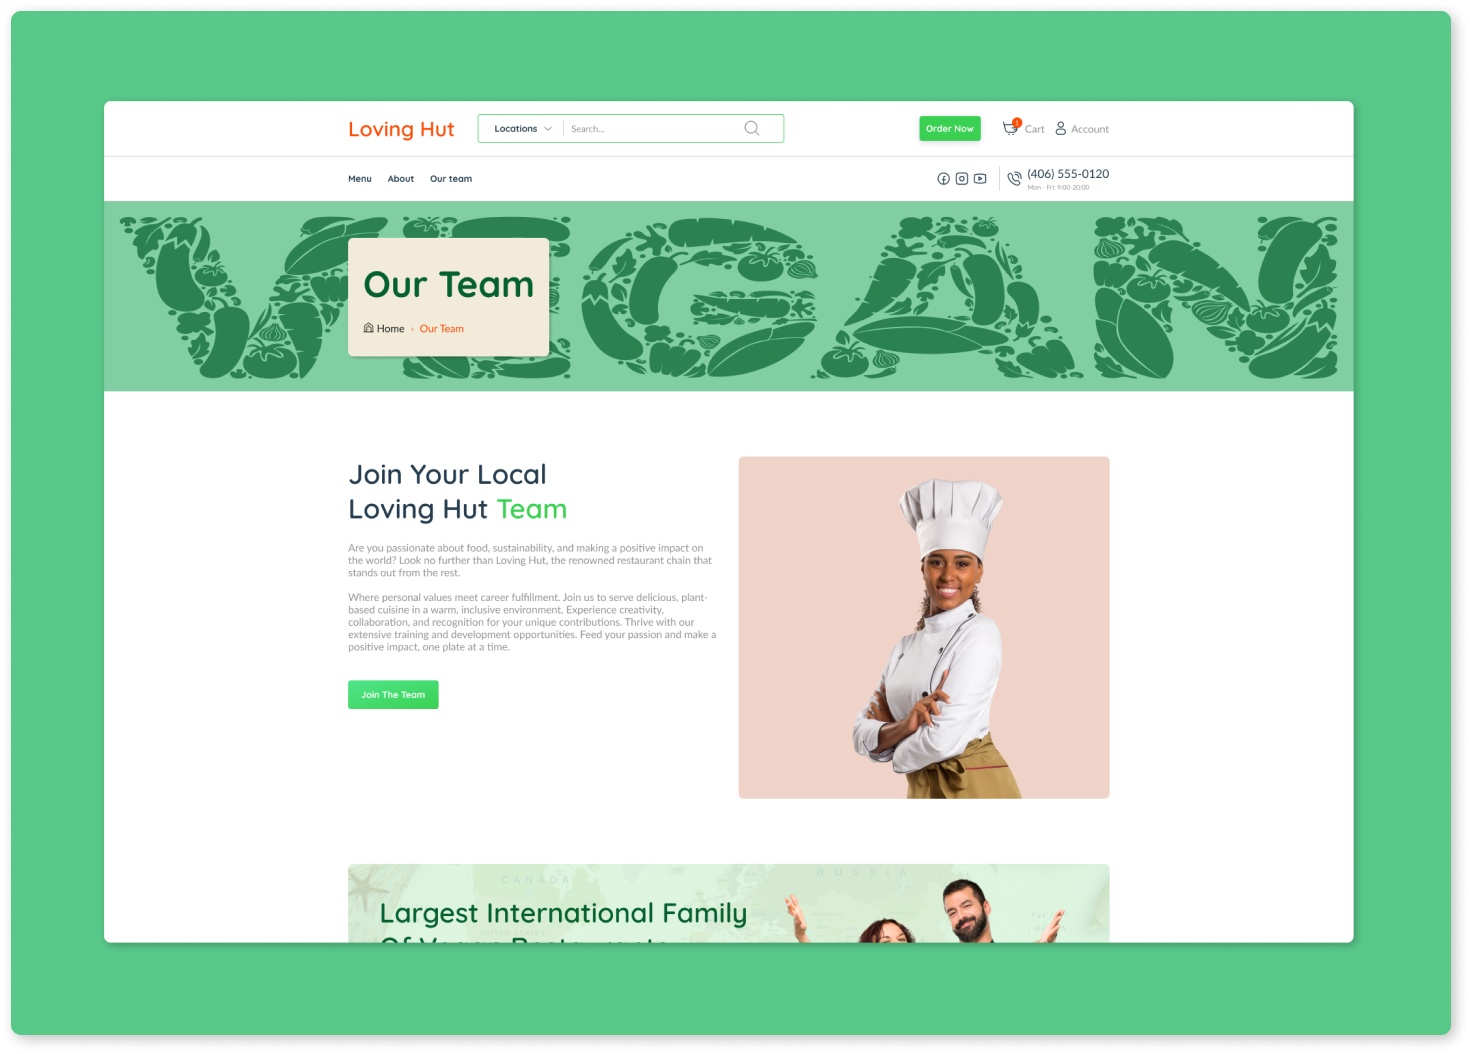 Loving Hut
Locations
Search...
Order Now
1
Cart
Account
Menu
About
Our team
(406) 555-0120
Mon - Fri: 9:00-20:00
VEGAN
Our Team
Home › Our Team
Join Your Local
Loving Hut Team
Are you passionate about food, sustainability, and making a positive impact on
the world? Look no further than Loving Hut, the renowned restaurant chain that
stands out from the rest.
Where personal values meet career fulfillment. Join us to serve delicious, plant-
based cuisine in a warm, inclusive environment. Experience creativity,
collaboration, and recognition for your unique contributions. Thrive with our
extensive training and development opportunities. Feed your passion and make a
positive impact, one plate at a time.
Join The Team
CANADA
RUSSIA
Largest International Family
UNITED STATES
Of Vegan Restaurants